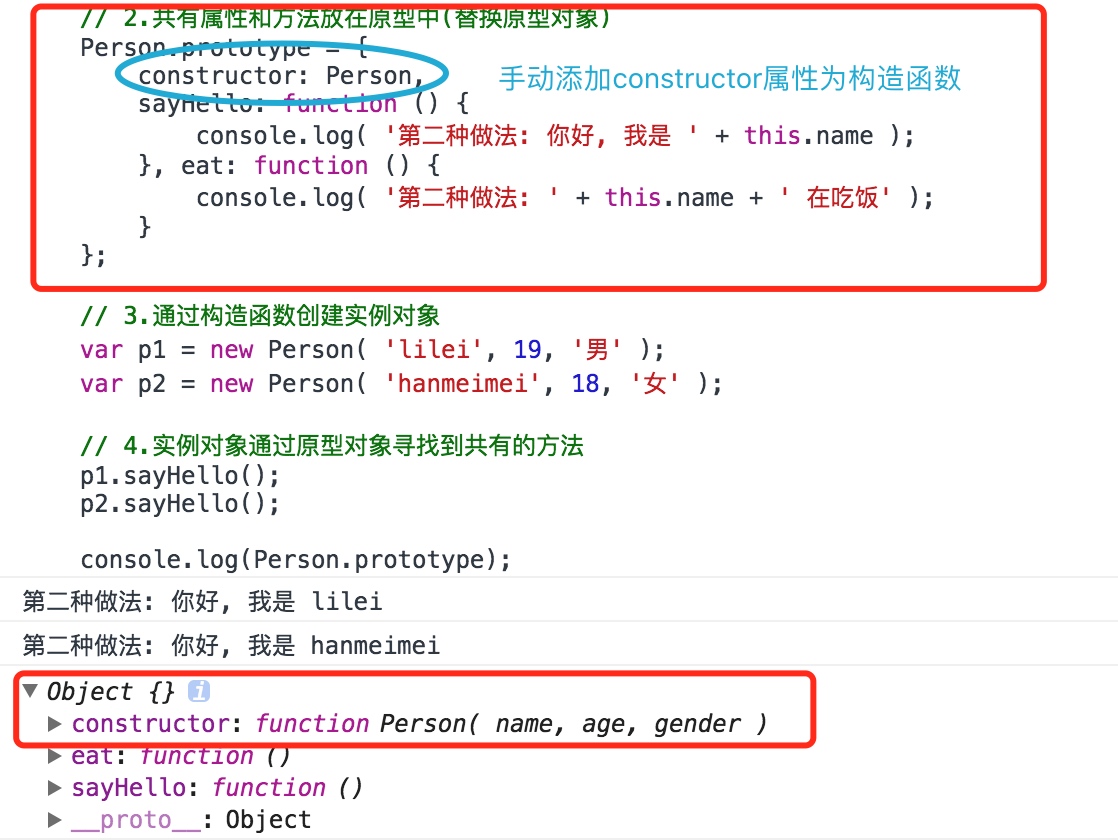 // 2.共有属性和方法放在原型中(替换原型对象)
Person.prototype = {
constructor: Person,
手动添加constructor属性为构造函数
sayHello: function () {
console.log( '第二种做法: 你好, 我是 ' + this.name );
}, eat: function () {
console.log( '第二种做法: ' + this.name + ' 在吃饭' );
}
};
// 3.通过构造函数创建实例对象
var p1 = new Person( 'lilei', 19, '男' );
var p2 = new Person( 'hanmeimei', 18, '女' );
// 4.实例对象通过原型对象寻找到共有的方法
p1.sayHello();
p2.sayHello();
console.log(Person.prototype);
第二种做法: 你好, 我是 lilei
第二种做法: 你好, 我是 hanmeimei
▼ Object {} i
▶ constructor: function Person( name, age, gender )
▶ eat: function ()
▶ sayHello: function ()
▶ __proto__: Object